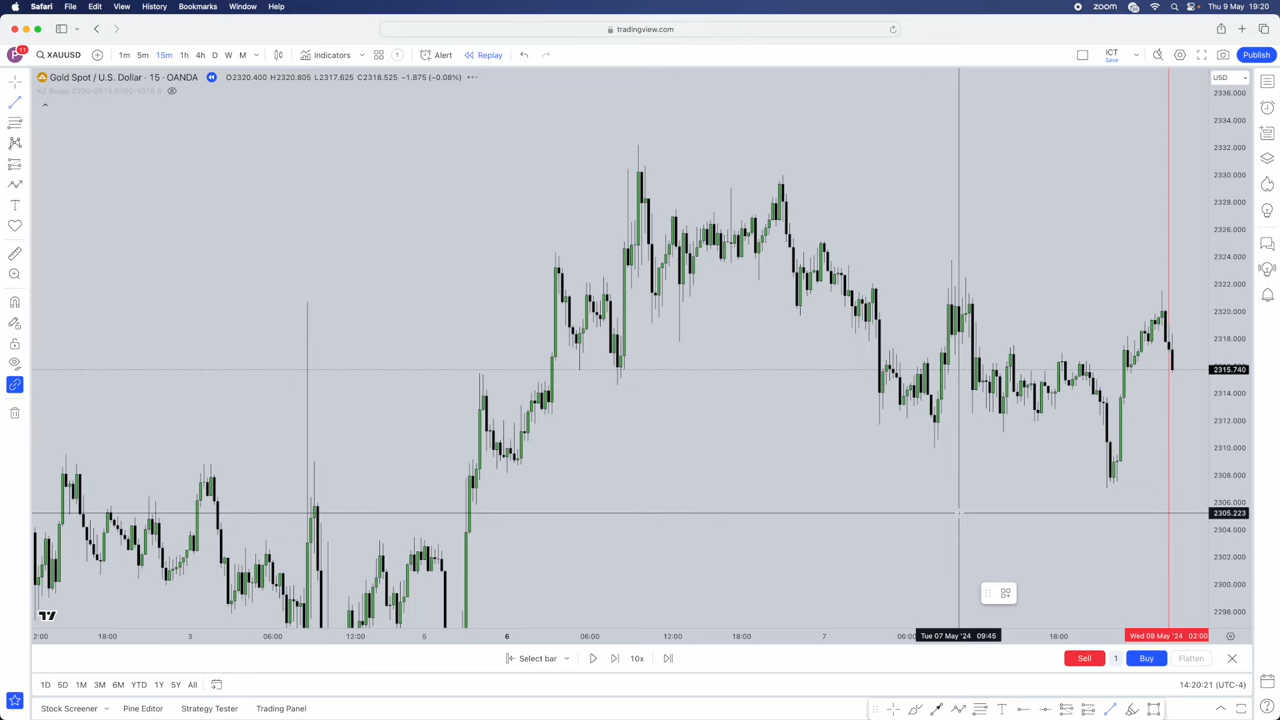 Safari File Edit View History Bookmarks Window Help
zoom Thu 9 May 19:20
tradingview.com
11
XAUUSD
1m 5m 15m 1h 4h D W M
Indicators
Alert
Replay
ICT
Save
Publish
Gold Spot / U.S. Dollar · 15 · OANDA
O2320.400 H2320.805 L2317.625 C2318.525 −1.875 (−0.08%)
USD
2336.000
2334.000
2332.000
2330.000
2328.000
2326.000
2324.000
2322.000
2320.000
2318.000
2315.740
2314.000
2312.000
2310.000
2308.000
2306.000
2305.223
2304.000
2302.000
2300.000
2298.000
2:00 18:00 3 06:00 12:00 5 6 06:00 12:00 18:00 7 06:00 Tue 07 May '24 09:45 18:00 Wed 08 May '24 02:00
Select bar
10x
Sell 1 Buy Flatten
1D 5D 1M 3M 6M YTD 1Y 5Y All
14:20:21 (UTC-4)
Stock Screener Pine Editor Strategy Tester Trading Panel